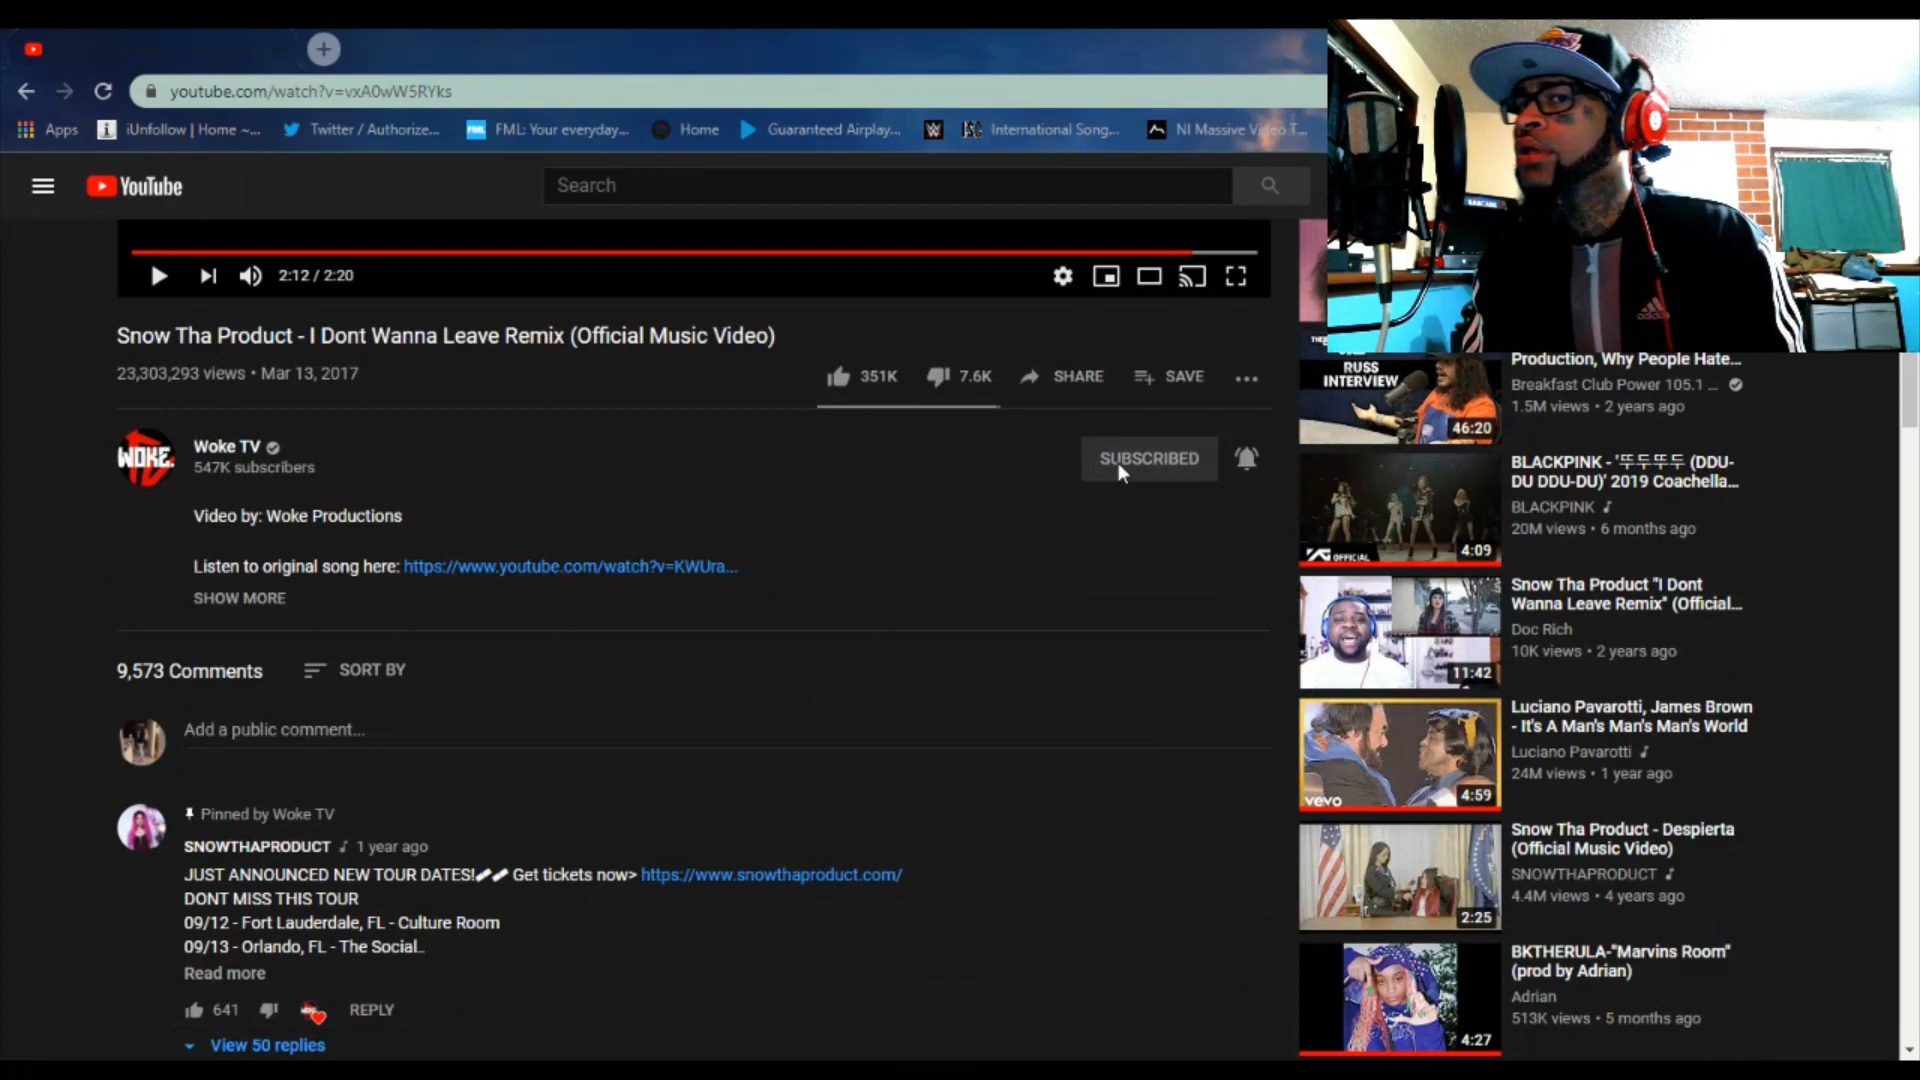 youtube.com/watch?v=vxA0wW5RYks
Apps
iUnfollow | Home ~...
Twitter / Authorize...
FML: Your everyday...
Home
Guaranteed Airplay...
International Song...
NI Massive Video T...
YouTube
Search
2:12 / 2:20
Snow Tha Product - I Dont Wanna Leave Remix (Official Music Video)
23,303,293 views • Mar 13, 2017
351K
7.6K
SHARE
SAVE
WOKE.
Woke TV
547K subscribers
SUBSCRIBED
Video by: Woke Productions
Listen to original song here: https://www.youtube.com/watch?v=KWUra...
SHOW MORE
9,573 Comments
SORT BY
Add a public comment...
Pinned by Woke TV
SNOWTHAPRODUCT
1 year ago
JUST ANNOUNCED NEW TOUR DATES! Get tickets now> https://www.snowthaproduct.com/
DONT MISS THIS TOUR
09/12 - Fort Lauderdale, FL - Culture Room
09/13 - Orlando, FL - The Social..
Read more
641
REPLY
View 50 replies
adidas
RUSS
INTERVIEW
46:20
Production, Why People Hate...
Breakfast Club Power 105.1 ...
1.5M views • 2 years ago
OFFICIAL
4:09
BLACKPINK - '뚜두뚜두 (DDU-
DU DDU-DU)' 2019 Coachella...
BLACKPINK
20M views • 6 months ago
11:42
Snow Tha Product "I Dont
Wanna Leave Remix" (Official...
Doc Rich
10K views • 2 years ago
vevo
4:59
Luciano Pavarotti, James Brown
- It's A Man's Man's Man's World
Luciano Pavarotti
24M views • 1 year ago
2:25
Snow Tha Product - Despierta
(Official Music Video)
SNOWTHAPRODUCT
4.4M views • 4 years ago
4:27
BKTHERULA-"Marvins Room"
(prod by Adrian)
Adrian
513K views • 5 months ago